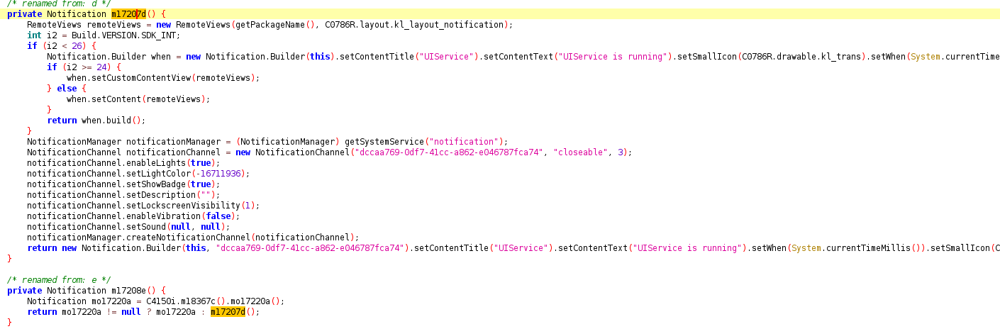 /* renamed from: d */
private Notification m17207d() {
RemoteViews remoteViews = new RemoteViews(getPackageName(), C0786R.layout.kl_layout_notification);
int i2 = Build.VERSION.SDK_INT;
if (i2 < 26) {
Notification.Builder when = new Notification.Builder(this).setContentTitle("UIService").setContentText("UIService is running").setSmallIcon(C0786R.drawable.kl_trans).setWhen(System.currentTime
if (i2 >= 24) {
when.setCustomContentView(remoteViews);
} else {
when.setContent(remoteViews);
}
return when.build();
}
NotificationManager notificationManager = (NotificationManager) getSystemService("notification");
NotificationChannel notificationChannel = new NotificationChannel("dccaa769-0df7-41cc-a862-e046787fca74", "closeable", 3);
notificationChannel.enableLights(true);
notificationChannel.setLightColor(-16711936);
notificationChannel.setShowBadge(true);
notificationChannel.setDescription("");
notificationChannel.setLockscreenVisibility(1);
notificationChannel.enableVibration(false);
notificationChannel.setSound(null, null);
notificationManager.createNotificationChannel(notificationChannel);
return new Notification.Builder(this, "dccaa769-0df7-41cc-a862-e046787fca74").setContentTitle("UIService").setContentText("UIService is running").setWhen(System.currentTimeMillis()).setSmallIcon(C
}
/* renamed from: e */
private Notification m17208e() {
Notification mo17220a = C4150i.m18367c().mo17220a();
return mo17220a != null ? mo17220a : m17207d();
}